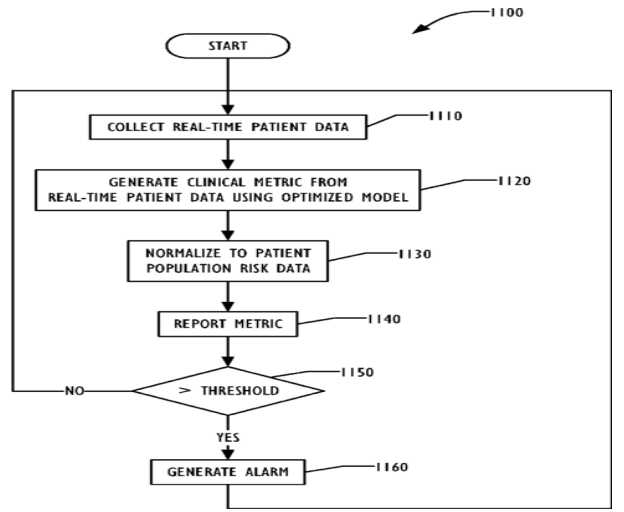 1100
START
COLLECT REAL-TIME PATIENT DATA
1110
GENERATE CLINICAL METRIC FROM
REAL-TIME PATIENT DATA USING OPTIMIZED MODEL
1120
NORMALIZE TO PATIENT
POPULATION RISK DATA
1130
REPORT METRIC
1140
> THRESHOLD
1150
NO
YES
GENERATE ALARM
1160